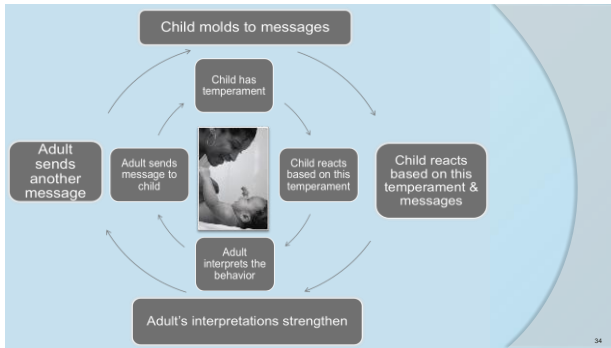 Child molds to messages
Child has
temperament
Adult
sends
another
message
Adult sends
message to
child
Child reacts
based on this
temperament
Child reacts
based on this
temperament &
messages
Adult
interprets the
behavior
Adult's interpretations strengthen
34